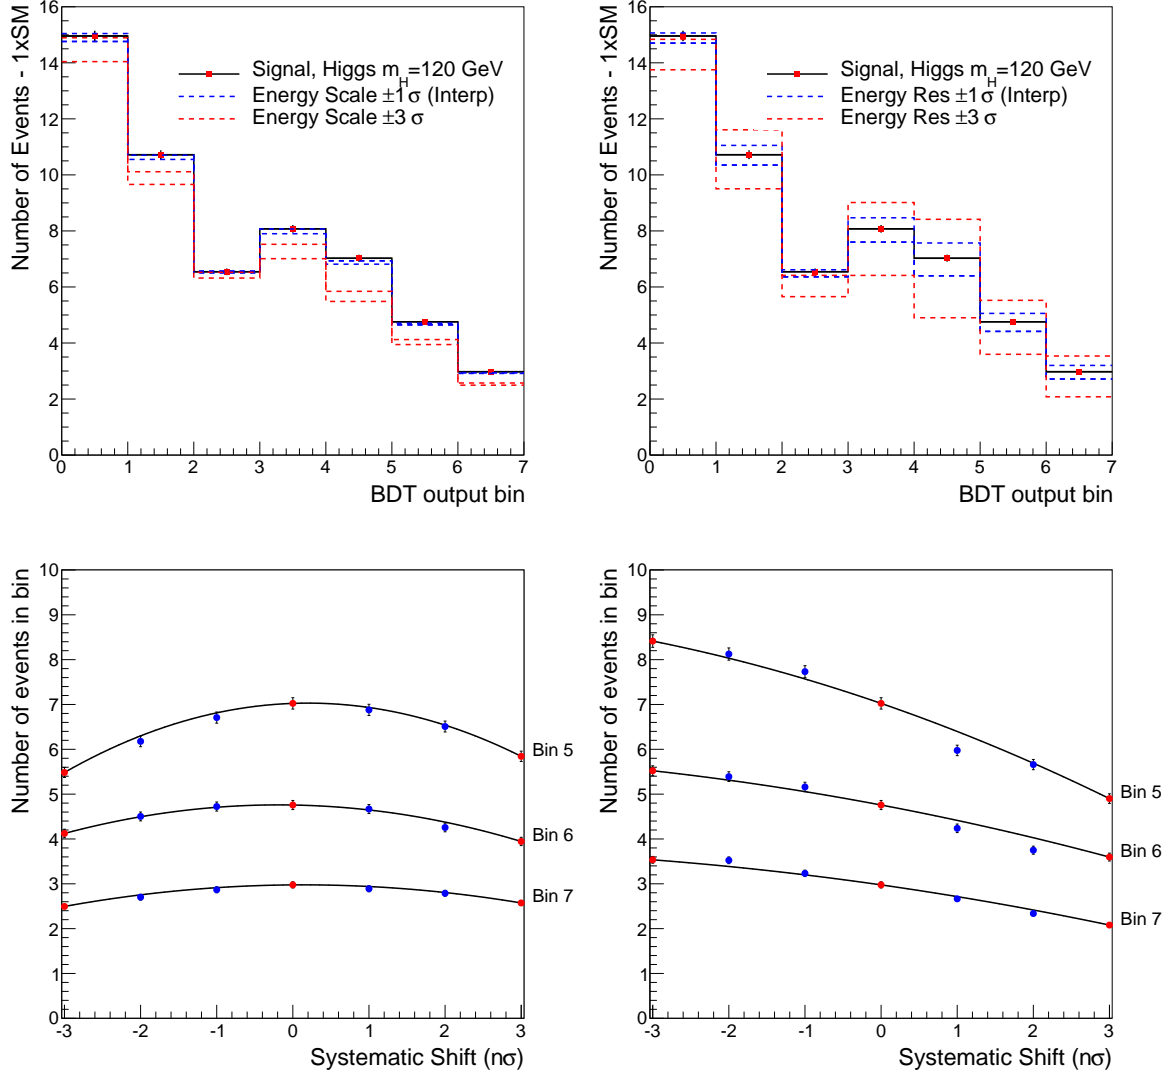 Number of Events - 1xSM
16
14
12
10
8
6
4
2
0
0 1 2 3 4 5 6 7
BDT output bin
Signal, Higgs m_H=120 GeV
Energy Scale ±1 σ (Interp)
Energy Scale ±3 σ
Number of Events - 1xSM
16
14
12
10
8
6
4
2
0
0 1 2 3 4 5 6 7
BDT output bin
Signal, Higgs m_H=120 GeV
Energy Res ±1 σ (Interp)
Energy Res ±3 σ
Number of events in bin
10
9
8
7
6
5
4
3
2
1
0
-3 -2 -1 0 1 2 3
Systematic Shift (nσ)
Bin 5
Bin 6
Bin 7
Number of events in bin
10
9
8
7
6
5
4
3
2
1
0
-3 -2 -1 0 1 2 3
Systematic Shift (nσ)
Bin 5
Bin 6
Bin 7